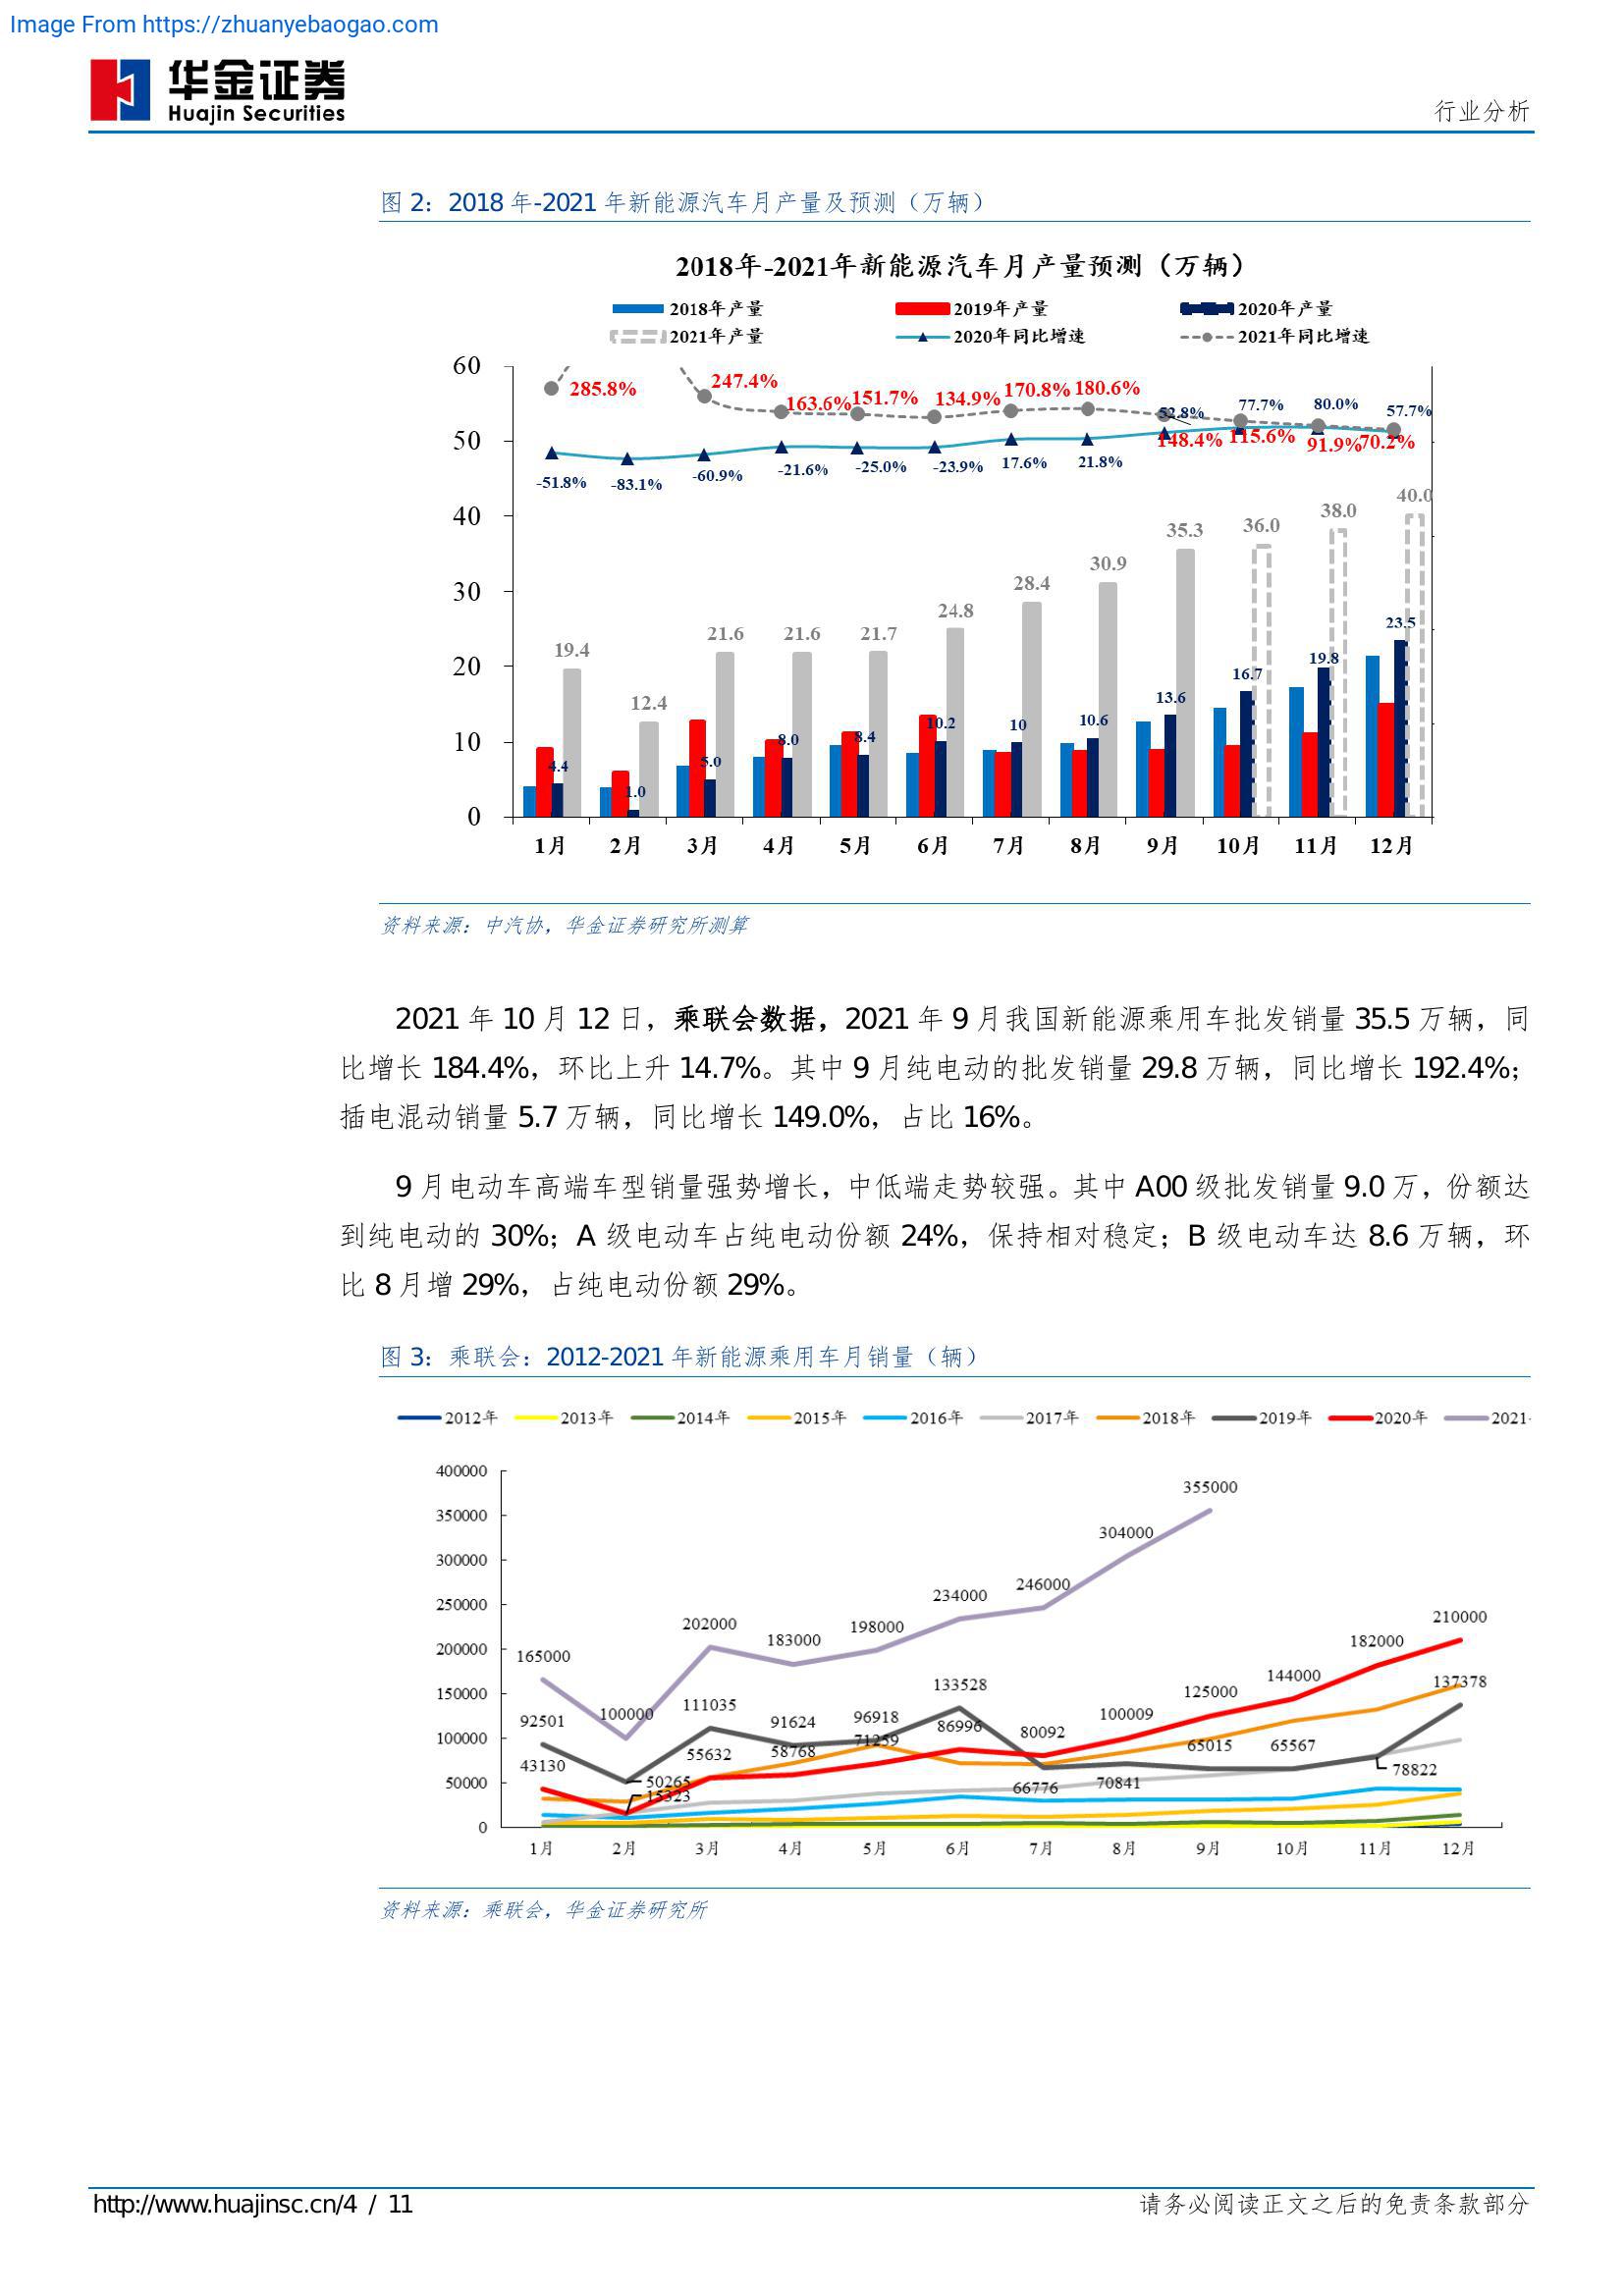 Image From https://zhuanyebaogao.com
华金证券
Huajin Securities
行业分析
图 2：2018 年-2021 年新能源汽车月产量及预测（万辆）
2018年-2021年新能源汽车月产量预测（万辆）
2018年产量 2019年产量 2020年产量
2021年产量 2020年同比增速 2021年同比增速
60
50
40
30
20
10
0
285.8% 247.4% 163.6% 151.7% 134.9% 170.8% 180.6% 148.4% 115.6% 91.9% 70.2%
-51.8% -83.1% -60.9% -21.6% -25.0% -23.9% 17.6% 21.8% 52.8% 77.7% 80.0% 57.7%
19.4 12.4 21.6 21.6 21.7 24.8 28.4 30.9 35.3 36.0 38.0 40.0
4.4 1.0 5.0 8.0 8.4 10.2 10 10.6 13.6 16.7 19.8 23.5
1月 2月 3月 4月 5月 6月 7月 8月 9月 10月 11月 12月
资料来源：中汽协，华金证券研究所测算
2021 年 10 月 12 日，乘联会数据，2021 年 9 月我国新能源乘用车批发销量 35.5 万辆，同
比增长 184.4%，环比上升 14.7%。其中 9 月纯电动的批发销量 29.8 万辆，同比增长 192.4%；
插电混动销量 5.7 万辆，同比增长 149.0%，占比 16%。
9 月电动车高端车型销量强势增长，中低端走势较强。其中 A00 级批发销量 9.0 万，份额达
到纯电动的 30%；A 级电动车占纯电动份额 24%，保持相对稳定；B 级电动车达 8.6 万辆，环
比 8 月增 29%，占纯电动份额 29%。
图 3：乘联会：2012-2021 年新能源乘用车月销量（辆）
2012年 2013年 2014年 2015年 2016年 2017年 2018年 2019年 2020年 2021
400000
350000
300000
250000
200000
150000
100000
50000
0
165000 100000 202000 183000 198000 234000 246000 304000 355000
92501 50265 111035 91624 96918 133528 66776 70841 65015 65567 78822 137378
43130 15323 55632 58768 71259 86996 80092 100009 125000 144000 182000 210000
1月 2月 3月 4月 5月 6月 7月 8月 9月 10月 11月 12月
资料来源：乘联会，华金证券研究所
http://www.huajinsc.cn/4 / 11
请务必阅读正文之后的免责条款部分